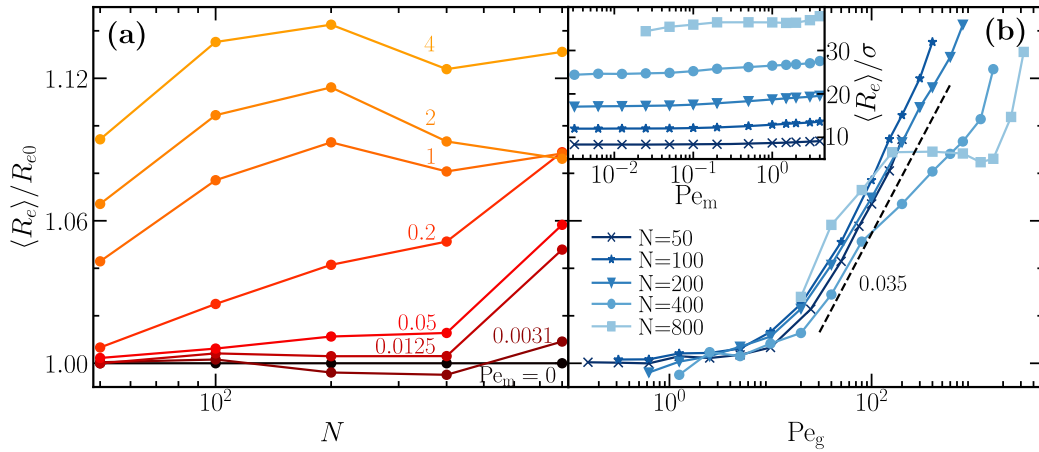 (a)
4
2
1
0.2
0.05
0.0125
0.0031
Pe_m = 0
1.12
1.06
1.00
⟨R_e⟩/R_{e0}
10^2
N
(b)
30
20
10
⟨R_e⟩/σ
10^{-2}
10^{-1}
10^0
Pe_m
N=50
N=100
N=200
N=400
N=800
0.035
10^0
10^2
Pe_g